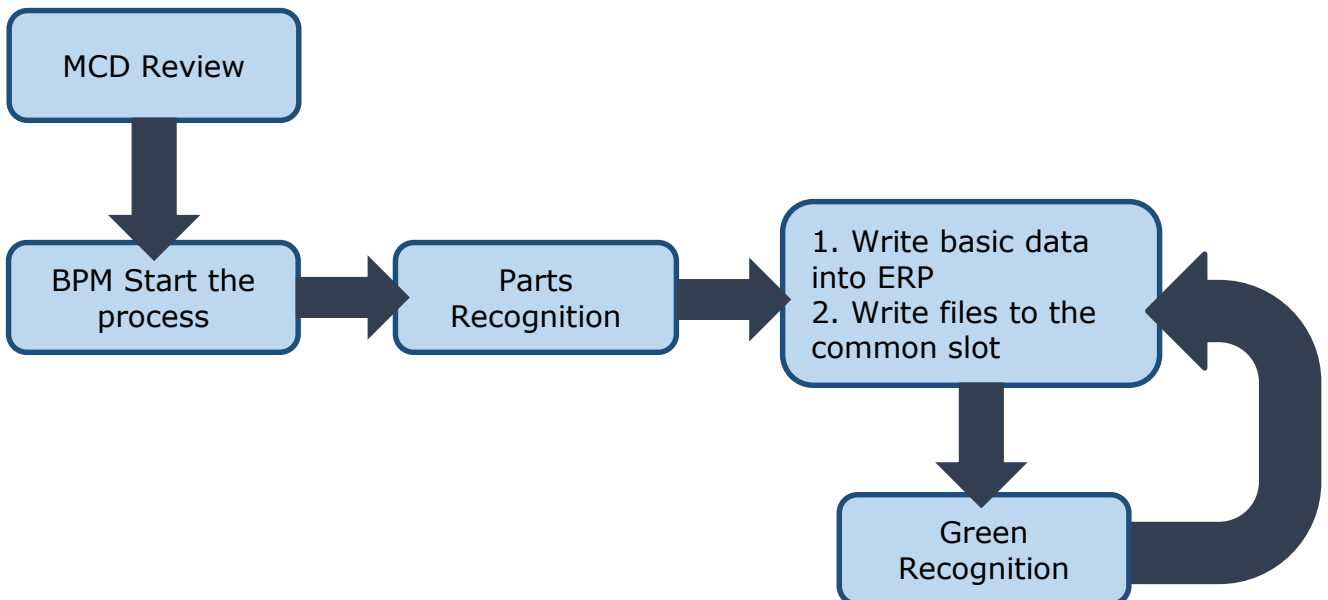 MCD Review
BPM Start the
process
Parts
Recognition
1. Write basic data
into ERP
2. Write files to the
common slot
Green
Recognition